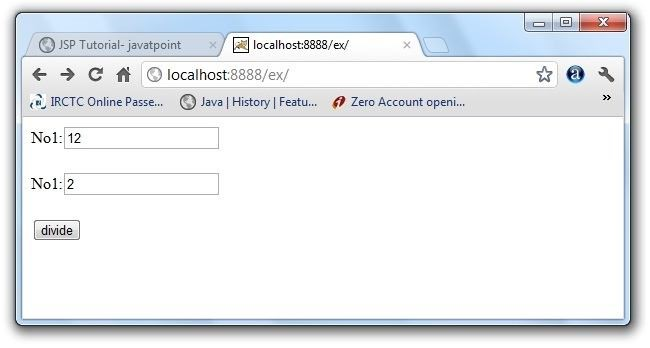 JSP Tutorial- javatpoint
localhost:8888/ex/
localhost:8888/ex/
IRCTC Online Passe...
Java | History | Featu...
Zero Account openi...
No1: 12
No1: 2
divide